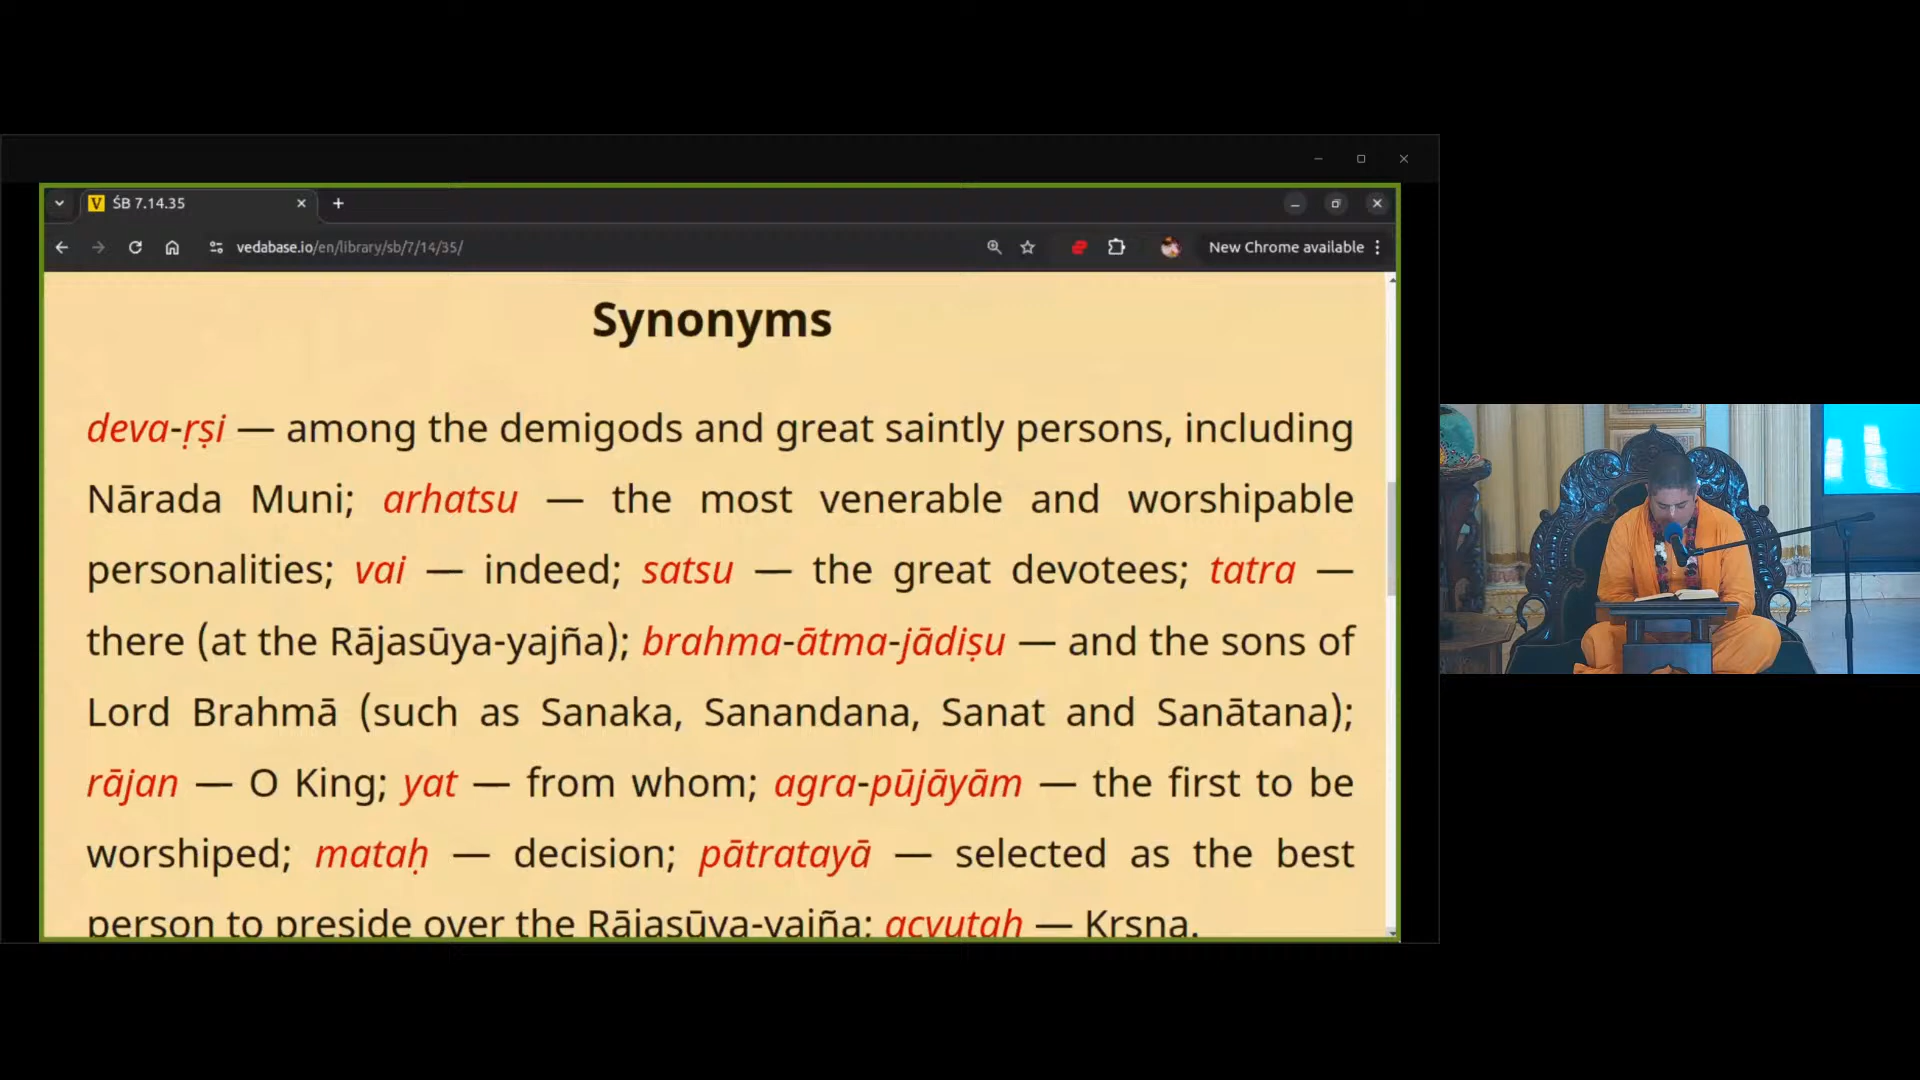 ŚB 7.14.35
vedabase.io/en/library/sb/7/14/35/
New Chrome available
Synonyms
deva-ṛṣi — among the demigods and great saintly persons, including
Nārada Muni; arhatsu — the most venerable and worshipable
personalities; vai — indeed; satsu — the great devotees; tatra —
there (at the Rājasūya-yajña); brahma-ātma-jādiṣu — and the sons of
Lord Brahmā (such as Sanaka, Sanandana, Sanat and Sanātana);
rājan — O King; yat — from whom; agra-pūjāyām — the first to be
worshiped; mataḥ — decision; pātratayā — selected as the best
person to preside over the Rājasūya-yajña; acyutaḥ — Kṛṣṇa.